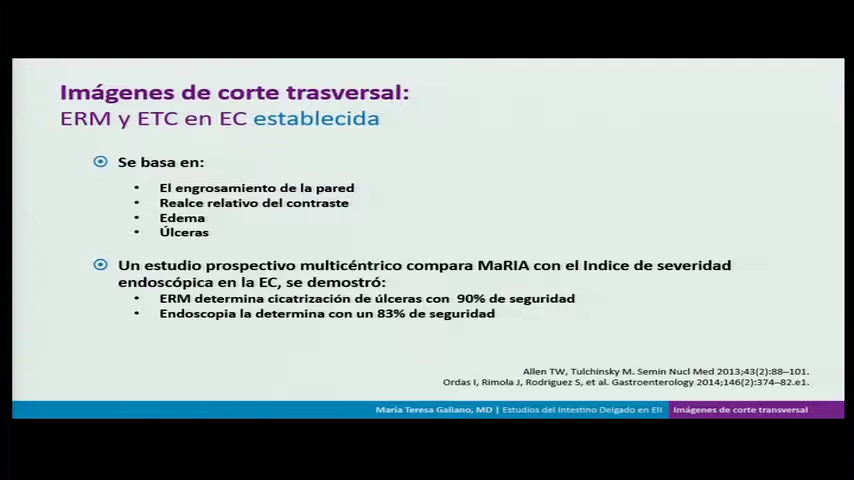 Imágenes de corte trasversal:
ERM y ETC en EC establecida
Se basa en:
• El engrosamiento de la pared
• Realce relativo del contraste
• Edema
• Úlceras
Un estudio prospectivo multicéntrico compara MaRIA con el Indice de severidad
endoscópica en la EC, se demostró:
• ERM determina cicatrización de úlceras con 90% de seguridad
• Endoscopia la determina con un 83% de seguridad
Allen TW, Tulchinsky M. Semin Nucl Med 2013;43(2):88–101.
Ordas I, Rimola J, Rodriguez S, et al. Gastroenterology 2014;146(2):374–82.e1.
María Teresa Galiano, MD | Estudios del Intestino Delgado en EII Imágenes de corte transversal